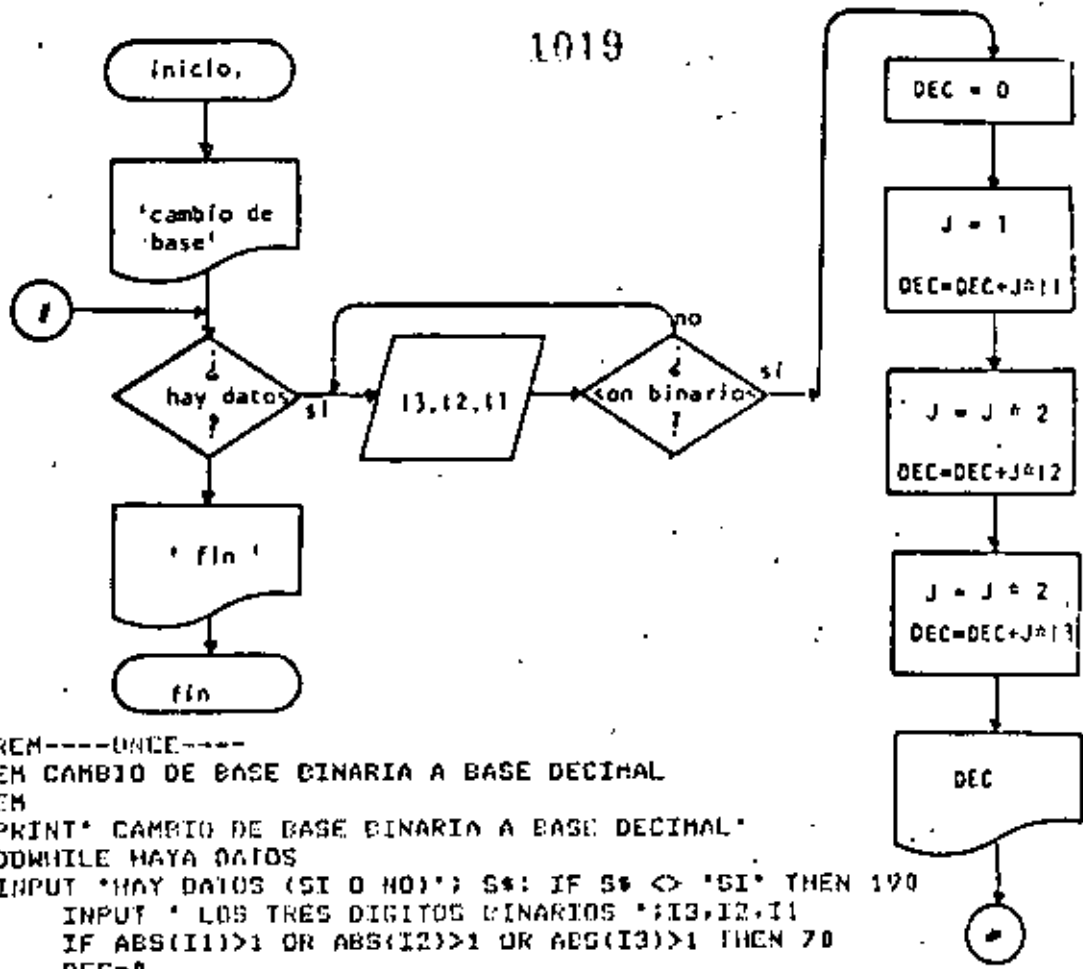 1019
inicio.
'cambio de
base'
1
¿
hay datos
?
si
I3,I2,I1
no
¿
son binarios
?
si
' fin '
fin
DEC = 0
J = 1
DEC=DEC+J*I1
J = J * 2
DEC=DEC+J*I2
J = J * 2
DEC=DEC+J*I3
DEC
REM----ONCE----
EM CAMBIO DE BASE BINARIA A BASE DECIMAL
EM
PRINT" CAMBIO DE BASE BINARIA A BASE DECIMAL"
DOWHILE HAYA DATOS
INPUT "HAY DATOS (SI O NO)"; S$: IF S$ <> "SI" THEN 190
INPUT " LOS TRES DIGITOS BINARIOS ";I3,I2,I1
IF ABS(I1)>1 OR ABS(I2)>1 OR ABS(I3)>1 THEN 70
DEC=0